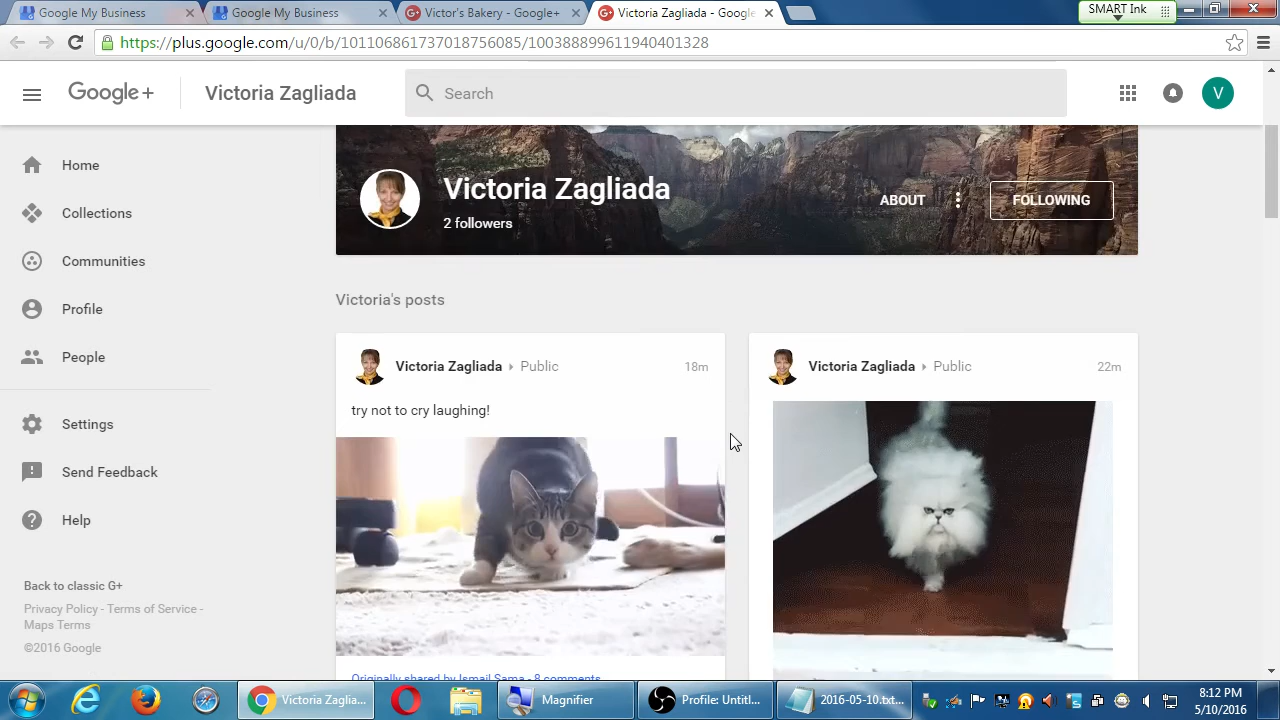 Google My Business
Google My Business
Victor's Bakery - Google+
Victoria Zagliada - Google
SMART Ink
https://plus.google.com/u/0/b/101106861737018756085/100328899611940401328
Google+
Victoria Zagliada
Search
V
Home
Collections
Communities
Profile
People
Settings
Send Feedback
Help
Back to classic G+
Privacy Policy - Terms of Service -
Maps Terms
©2016 Google
Victoria Zagliada
2 followers
ABOUT
FOLLOWING
Victoria's posts
Victoria Zagliada
Public
18m
try not to cry laughing!
Originally shared by Ismail Sama - 8 comments
Victoria Zagliada
Public
22m
Victoria Zaglia...
Magnifier
Profile: Untitl...
2016-05-10.txt...
8:12 PM
5/10/2016